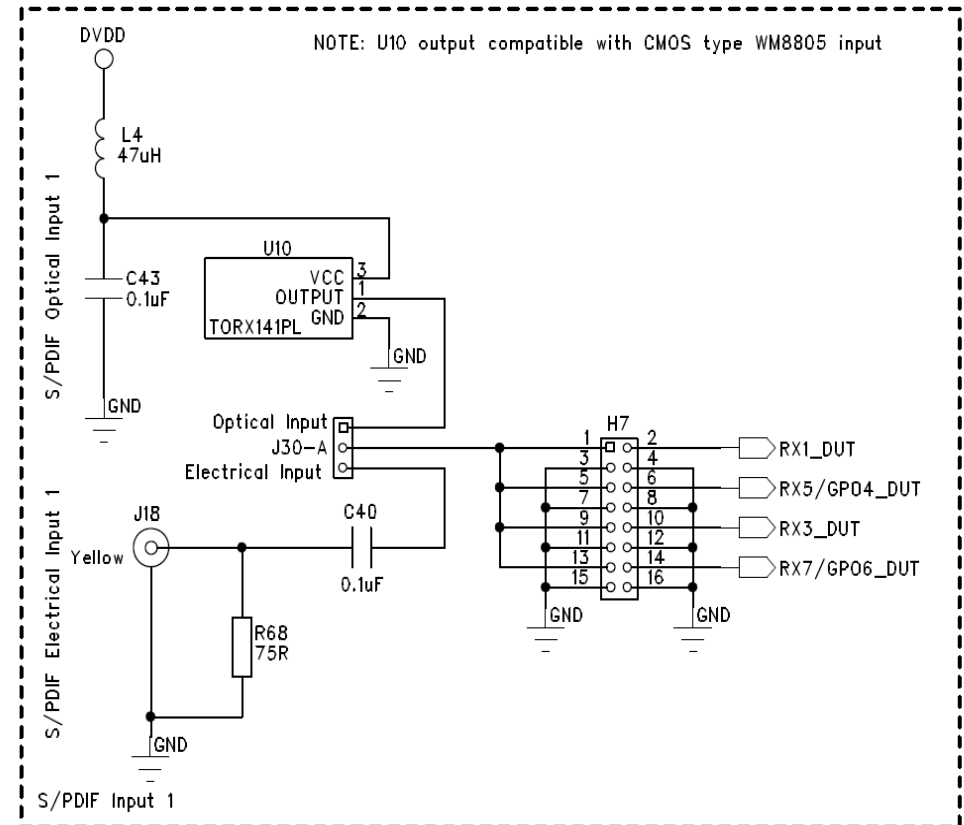 DVDD
NOTE: U10 output compatible with CMOS type WM8805 input
L4
47uH
S/PDIF Optical Input 1
C43
0.1uF
GND
U10
VCC 3
OUTPUT 1
GND 2
TORX141PL
GND
Optical Input
J30-A
Electrical Input
H7
1 2
3 4
5 6
7 8
9 10
11 12
13 14
15 16
RX1_DUT
RX5/GPO4_DUT
RX3_DUT
RX7/GPO6_DUT
GND
GND
S/PDIF Electrical Input 1
J18
Yellow
C40
0.1uF
R68
75R
GND
S/PDIF Input 1